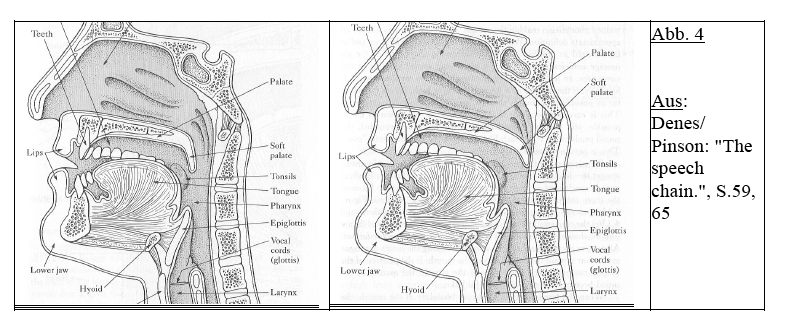 Teeth
Palate
Lips
Soft
palate
Tonsils
Tongue
Pharynx
Epiglottis
Vocal
cords
(glottis)
Lower jaw
Hyoid
Larynx
Teeth
Palate
Soft
palate
Lips
Tonsils
Tongue
Pharynx
Epiglottis
Vocal
cords
(glottis)
Lower jaw
Hyoid
Larynx
Abb. 4
Aus:
Denes/
Pinson: "The
speech
chain.", S.59,
65